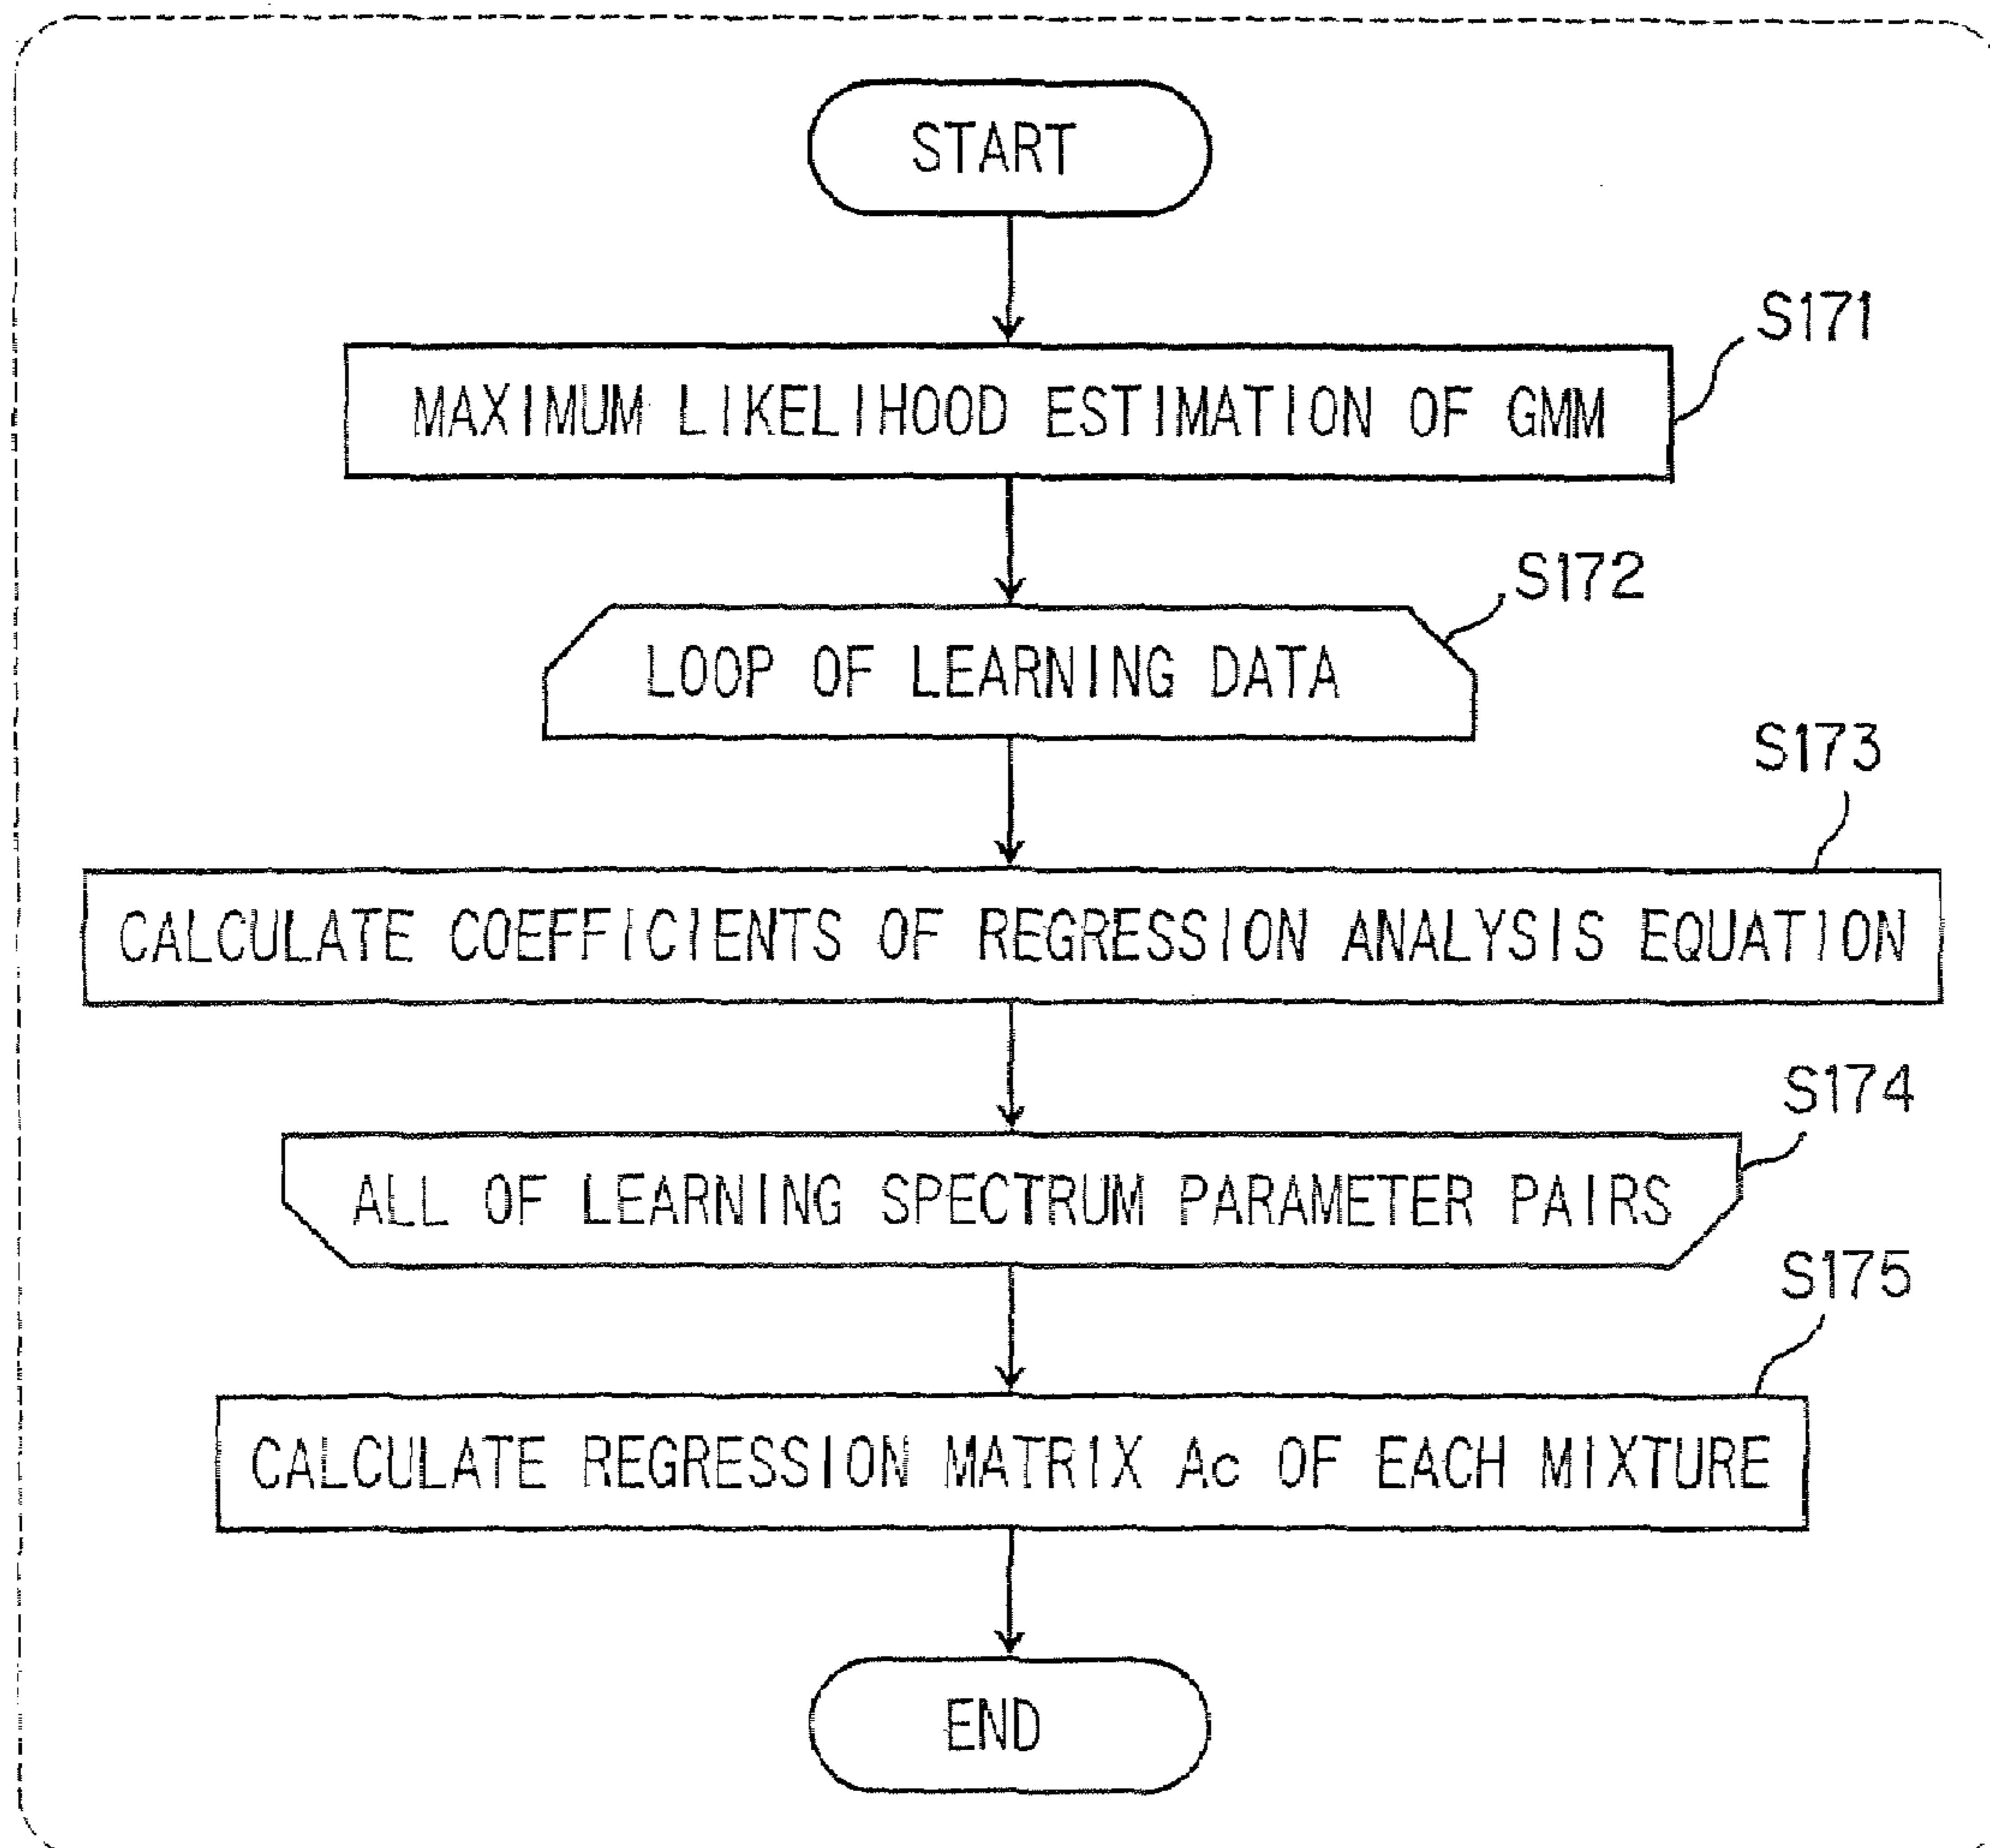 START
S171
MAXIMUM LIKELIHOOD ESTIMATION OF GMM
S172
LOOP OF LEARNING DATA
S173
CALCULATE COEFFICIENTS OF REGRESSION ANALYSIS EQUATION
S174
ALL OF LEARNING SPECTRUM PARAMETER PAIRS
S175
CALCULATE REGRESSION MATRIX Ac OF EACH MIXTURE
END